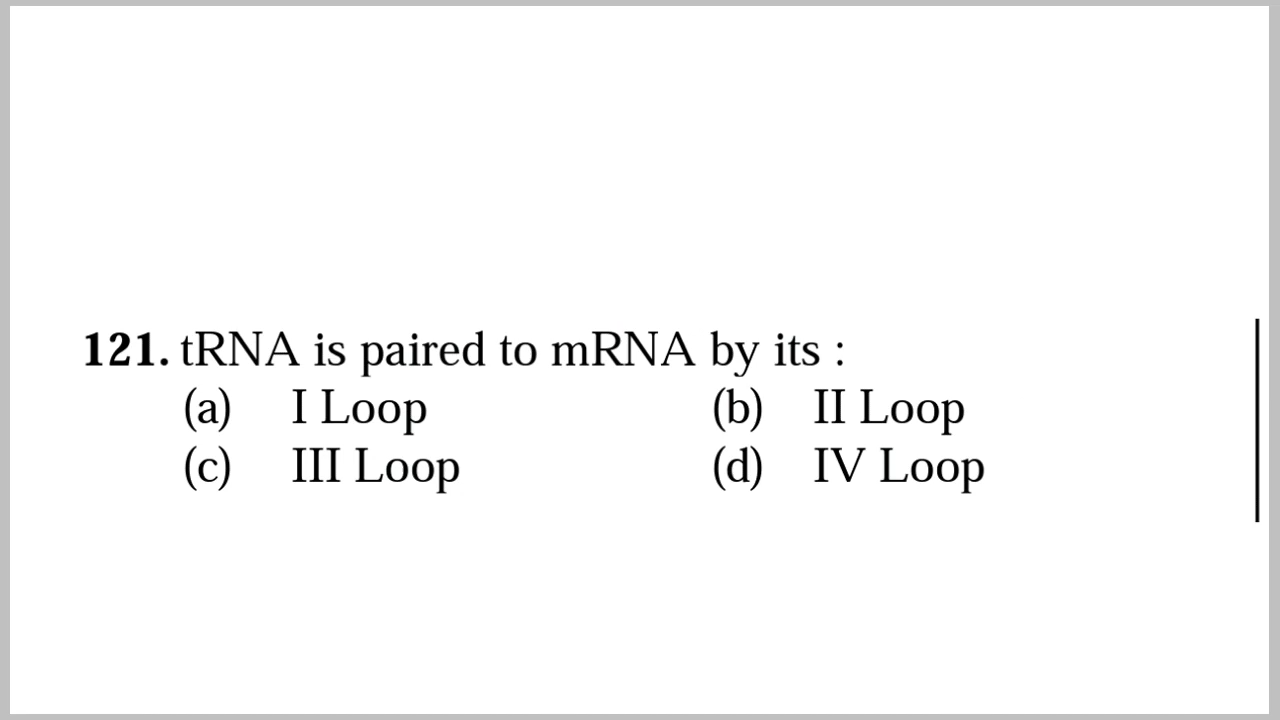 121. tRNA is paired to mRNA by its :
(a) I Loop (b) II Loop
(c) III Loop (d) IV Loop